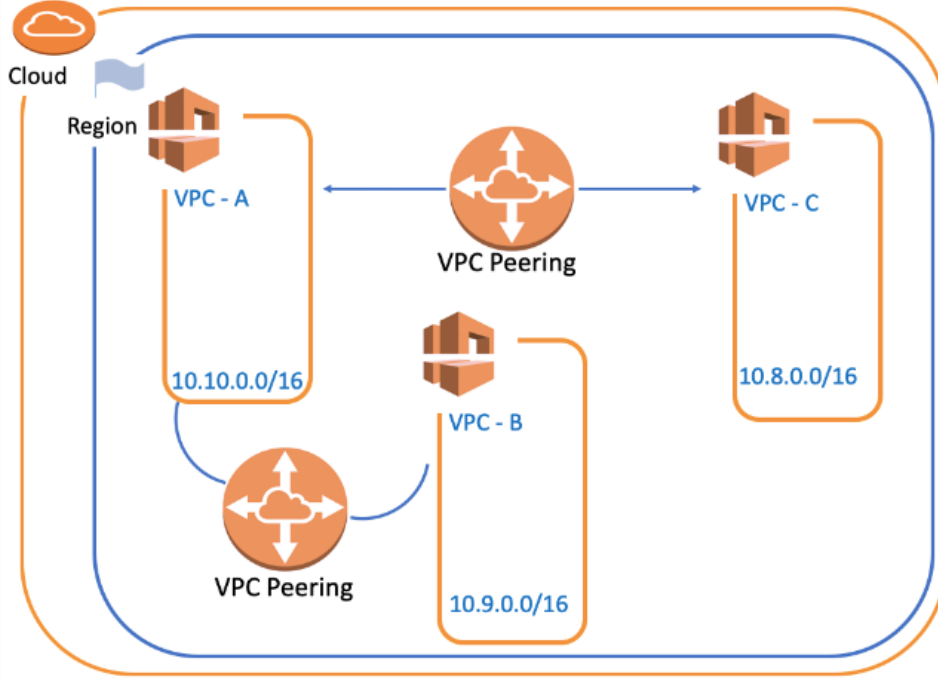 Cloud
Region
VPC - A
VPC - C
VPC Peering
10.10.0.0/16
10.8.0.0/16
VPC - B
VPC Peering
10.9.0.0/16